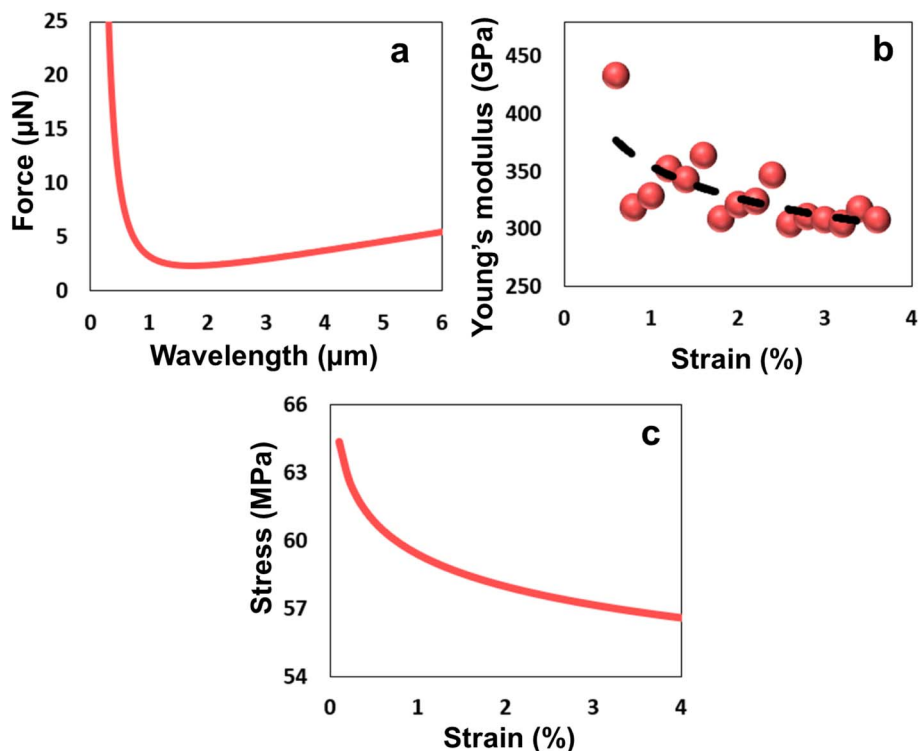 a
Force (µN)
25
20
15
10
5
0
0 1 2 3 4 5 6
Wavelength (µm)
b
Young's modulus (GPa)
450
400
350
300
250
0 1 2 3 4
Strain (%)
c
Stress (MPa)
66
63
60
57
54
0 1 2 3 4
Strain (%)